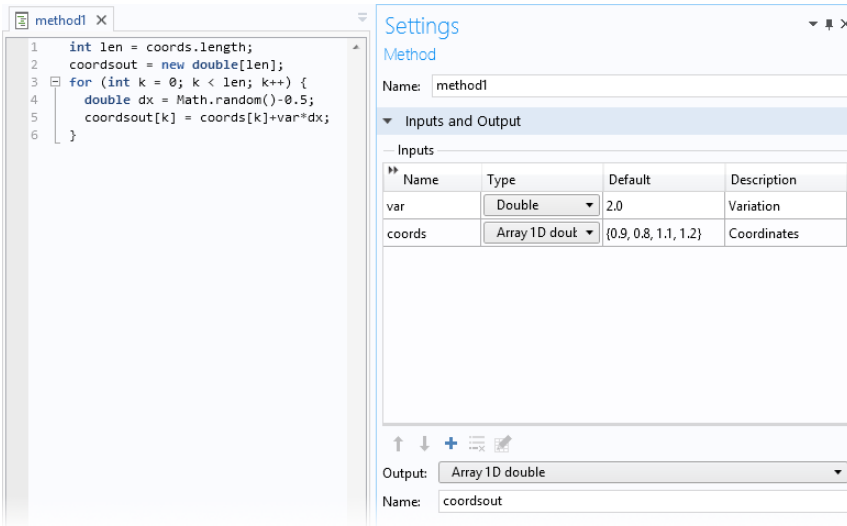 method1
1 int len = coords.length;
2 coordsout = new double[len];
3 for (int k = 0; k < len; k++) {
4 double dx = Math.random()-0.5;
5 coordsout[k] = coords[k]+var*dx;
6 }
Settings
Method
Name: method1
Inputs and Output
Inputs
Name Type Default Description
var Double 2.0 Variation
coords Array 1D doub {0.9, 0.8, 1.1, 1.2} Coordinates
Output: Array 1D double
Name: coordsout